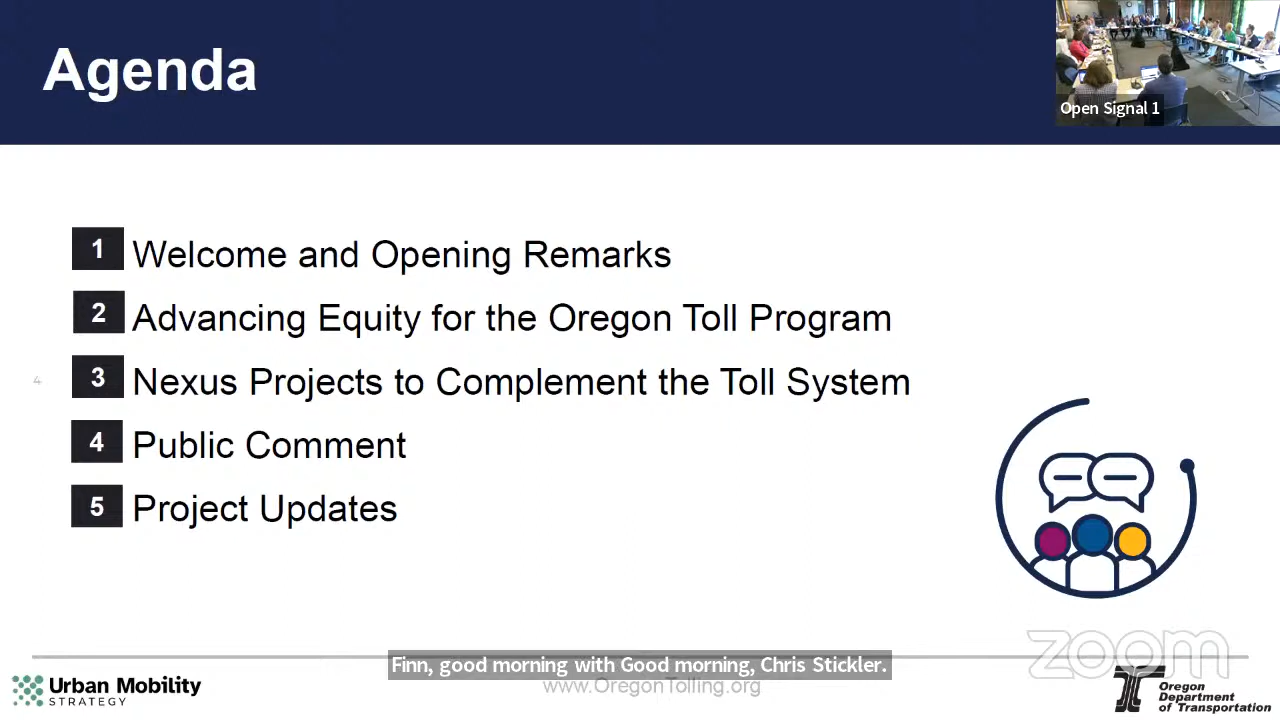 Agenda
Open Signal 1
1 Welcome and Opening Remarks
2 Advancing Equity for the Oregon Toll Program
3 Nexus Projects to Complement the Toll System
4
4 Public Comment
5 Project Updates
zoom
Finn, good morning with Good morning, Chris Stickler.
www.OregonTolling.org
Urban Mobility
STRATEGY
Oregon
Department
of Transportation